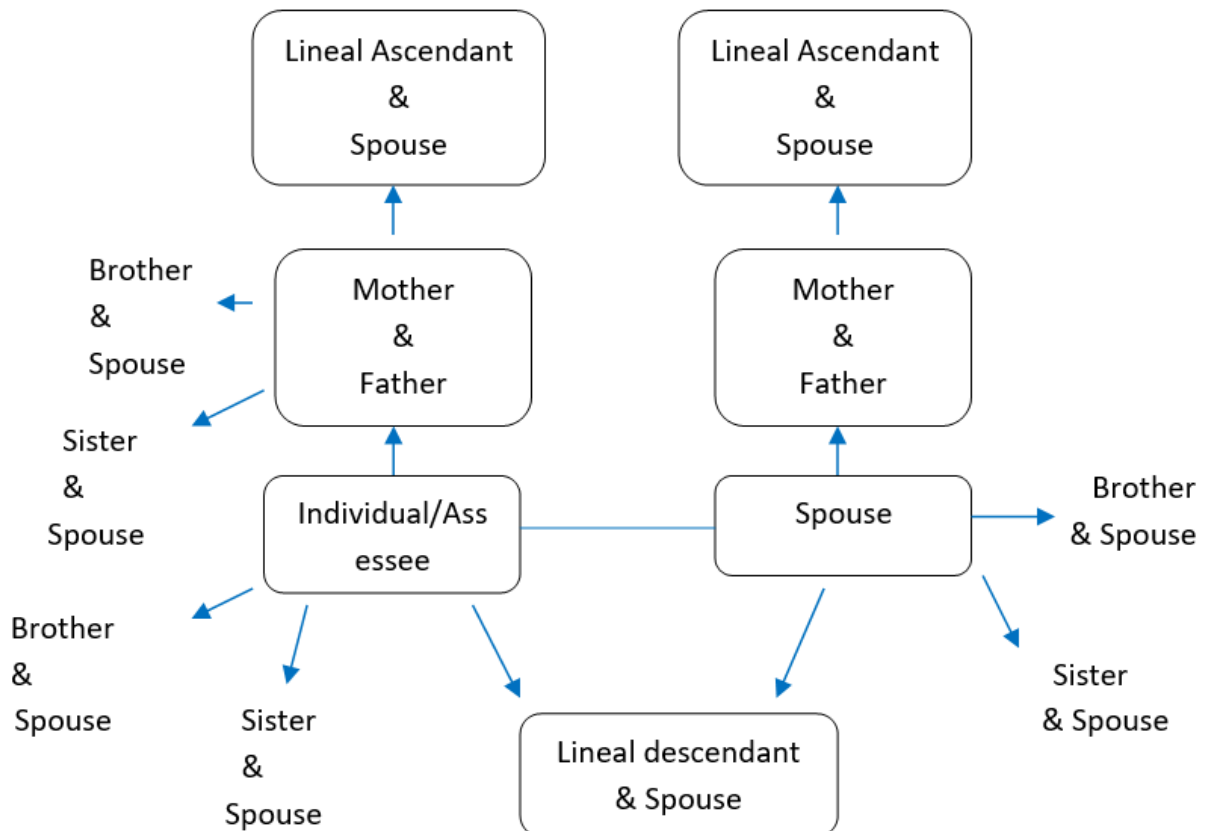 Lineal Ascendant
&
Spouse
Lineal Ascendant
&
Spouse
Brother
&
Spouse
Mother
&
Father
Mother
&
Father
Sister
&
Spouse
Individual/Ass
essee
Spouse
Brother
& Spouse
Brother
&
Spouse
Sister
&
Spouse
Lineal descendant
& Spouse
Sister
& Spouse